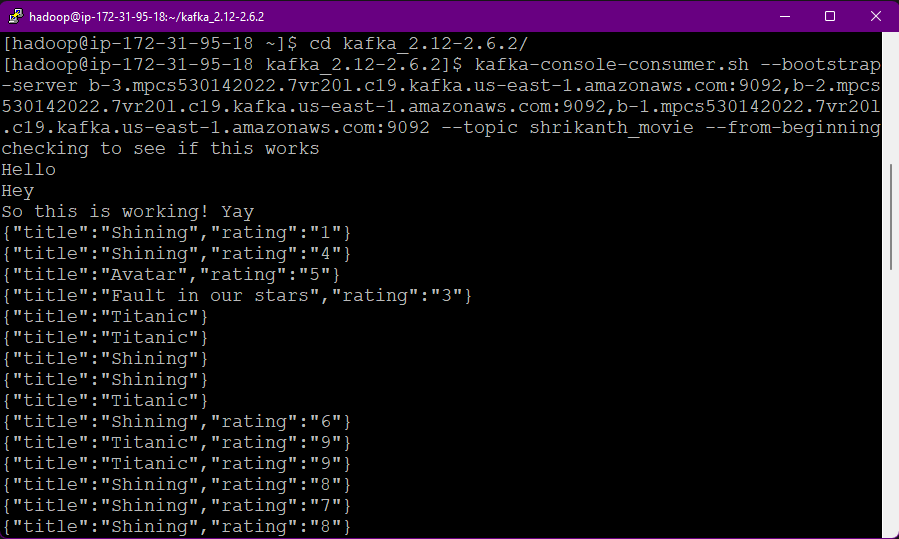 hadoop@ip-172-31-95-18:~/kafka_2.12-2.6.2
[hadoop@ip-172-31-95-18 ~]$ cd kafka_2.12-2.6.2/
[hadoop@ip-172-31-95-18 kafka_2.12-2.6.2]$ kafka-console-consumer.sh --bootstrap
-server b-3.mpcs530142022.7vr20l.c19.kafka.us-east-1.amazonaws.com:9092,b-2.mpcs
530142022.7vr20l.c19.kafka.us-east-1.amazonaws.com:9092,b-1.mpcs530142022.7vr20l
.c19.kafka.us-east-1.amazonaws.com:9092 --topic shrikanth_movie --from-beginning
checking to see if this works
Hello
Hey
So this is working! Yay
{"title":"Shining","rating":"1"}
{"title":"Shining","rating":"4"}
{"title":"Avatar","rating":"5"}
{"title":"Fault in our stars","rating":"3"}
{"title":"Titanic"}
{"title":"Titanic"}
{"title":"Shining"}
{"title":"Shining"}
{"title":"Titanic"}
{"title":"Shining","rating":"6"}
{"title":"Titanic","rating":"9"}
{"title":"Titanic","rating":"9"}
{"title":"Shining","rating":"8"}
{"title":"Shining","rating":"7"}
{"title":"Shining","rating":"8"}